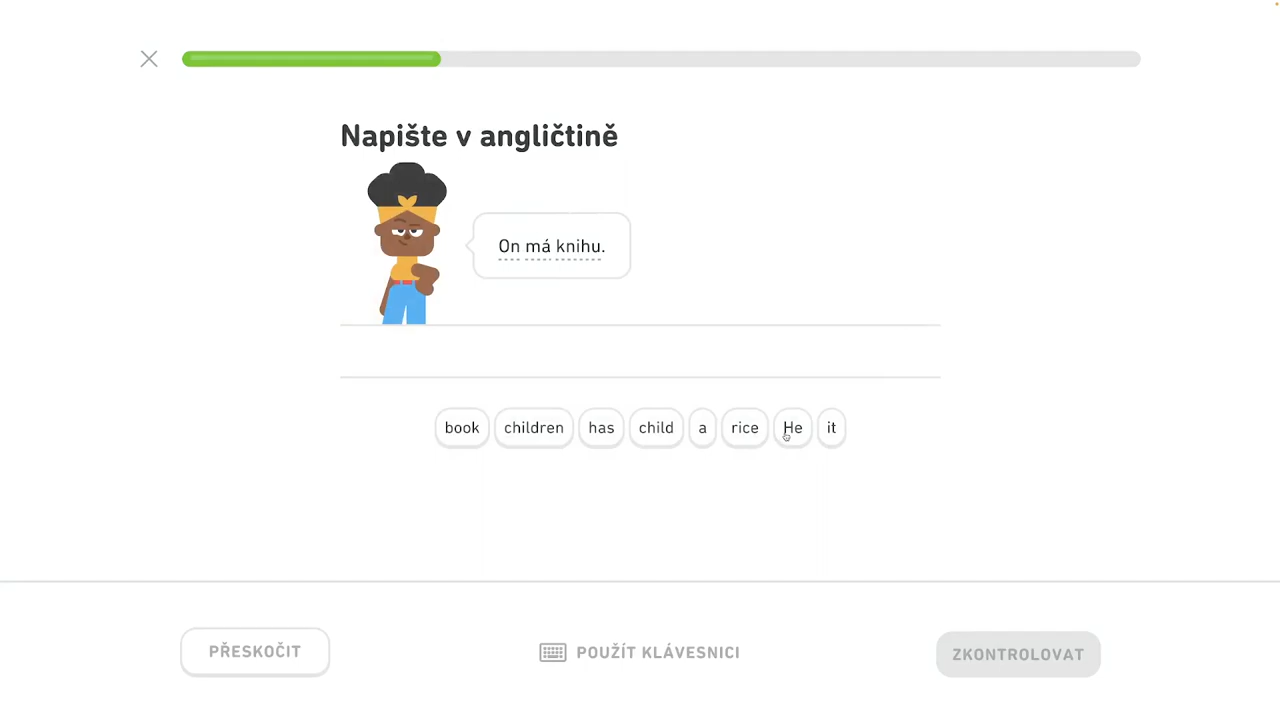 Napište v angličtině
On má knihu.
book children has child a rice He it
PŘESKOČIT POUŽÍT KLÁVESNICI ZKONTROLOVAT